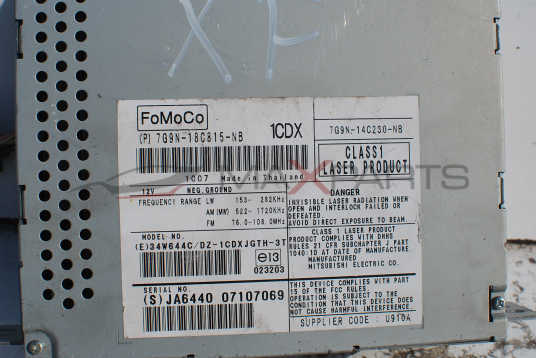 XF
FoMoCo
(P) 7G9N-18C815-NB 1CDX
1007 Made in Thailand
12V NEG.GROUND
FREQUENCY RANGE LW 153- 282KHz
AM(MW) 522- 1720KHz
FM 76.0-108.0MHz
MODEL NO.
(E)34W644C/DZ-1CDXJGTH-3T
e13
023203
SERIAL NO.
(S)JA6440 07107069
7G9N-14C230-NB
CLASS1
LASER PRODUCT
DANGER
INVISIBLE LASER RADIATION WHEN
OPEN AND INTERLOCK FAILED OR
DEFEATED
AVOID DIRECT EXPOSURE TO BEAM.
CLASS 1 LASER PRODUCT
PRODUCT COMPLIES WITH DHHS
RULES 21 CFR SUBCHAPTER J PART
1040:10 AT DATE OF MANUFACTURE.
MANUFACTURED
MITSUBISHI ELECTRIC CO.
THIS DEVICE COMPLIES WITH PART 15
OF THE FCC RULES.
OPERATION IS SUBJECT TO THE
CONDITION THAT THIS DEVICE DOES
NOT CAUSE HARMFUL INTERFERENCE.
SUPPLIER CODE : U910A
MAXPARTS